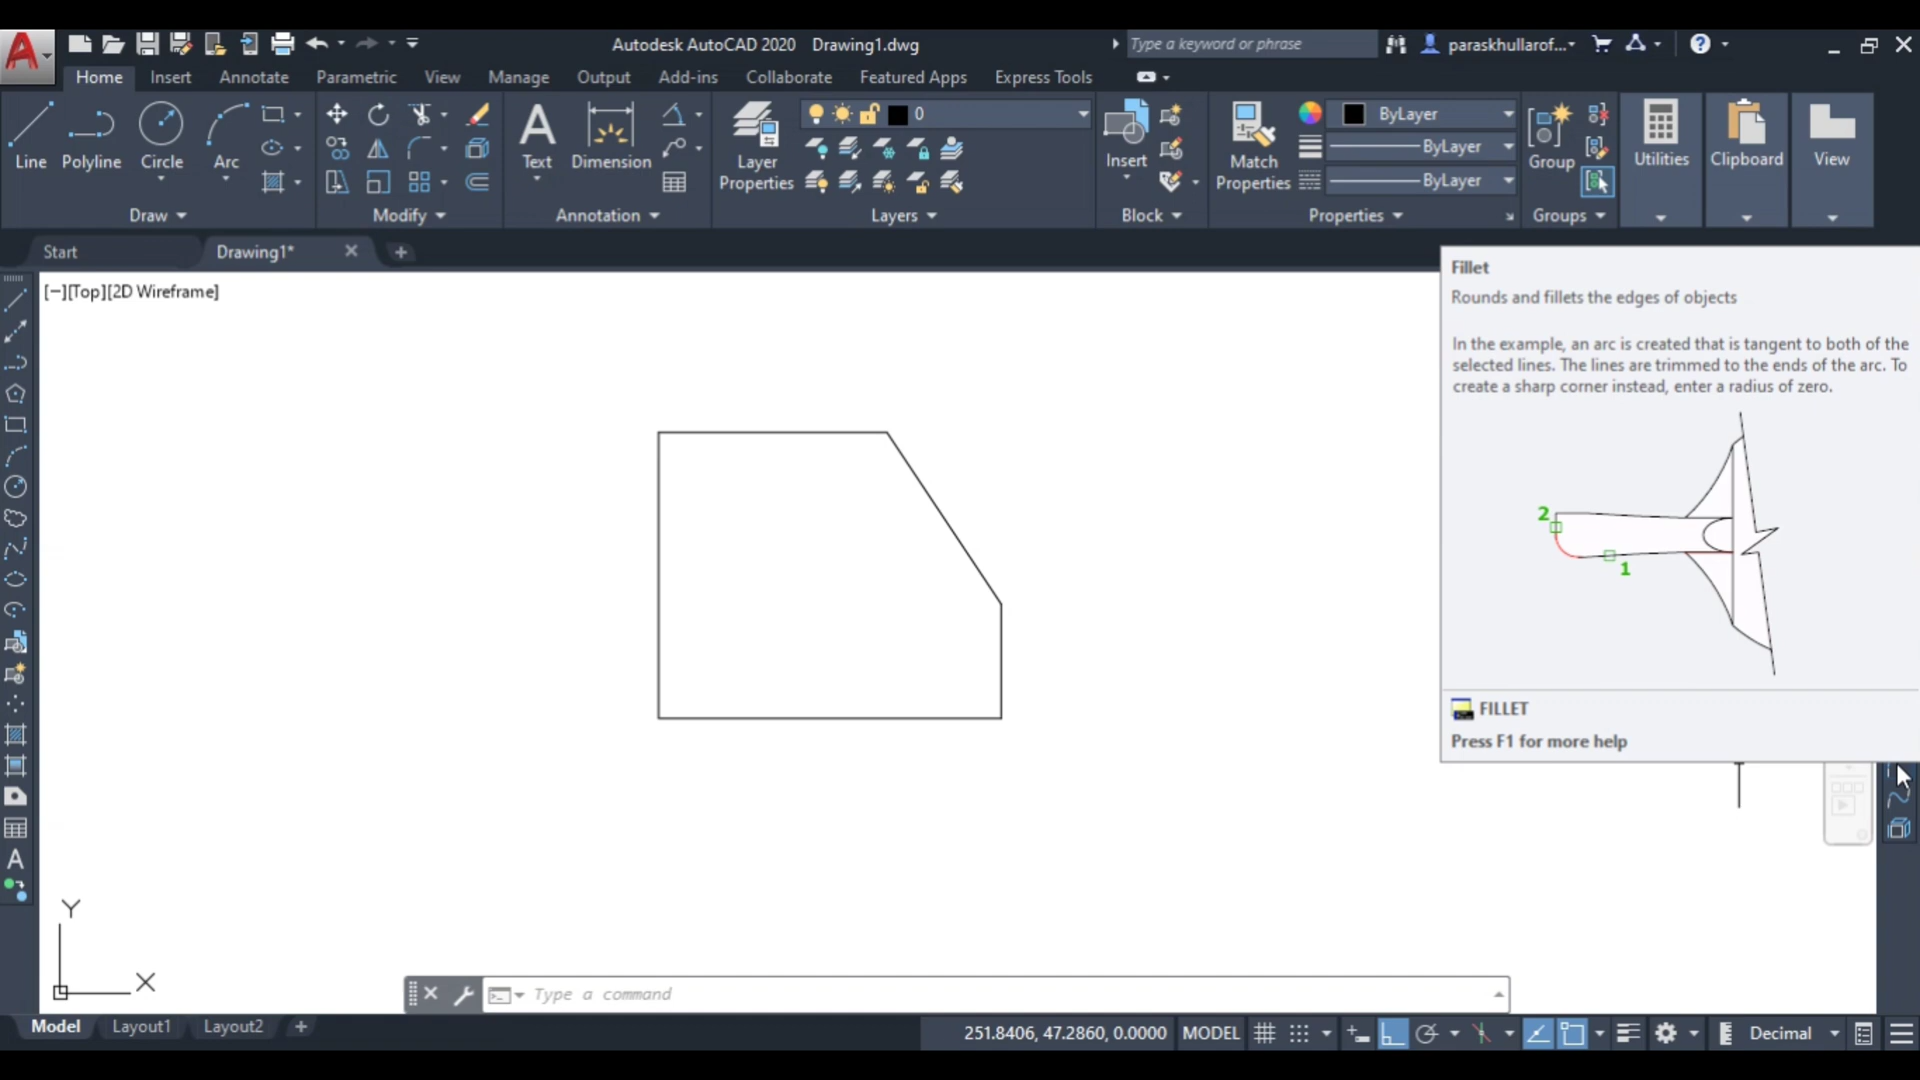 Autodesk AutoCAD 2020 Drawing1.dwg
Type a keyword or phrase
paraskhullarof...
Home Insert Annotate Parametric View Manage Output Add-ins Collaborate Featured Apps Express Tools
Line Polyline Circle Arc
Text Dimension
Layer Properties
0
Insert
Match Properties
ByLayer
ByLayer
ByLayer
Group
Utilities
Clipboard
View
Draw Modify Annotation Layers Block Properties Groups
Start Drawing1*
[−][Top][2D Wireframe]
Fillet
Rounds and fillets the edges of objects
In the example, an arc is created that is tangent to both of the
selected lines. The lines are trimmed to the ends of the arc. To
create a sharp corner instead, enter a radius of zero.
2
1
FILLET
Press F1 for more help
A
Y
X
Type a command
Model Layout1 Layout2
251.8406, 47.2860, 0.0000 MODEL Decimal